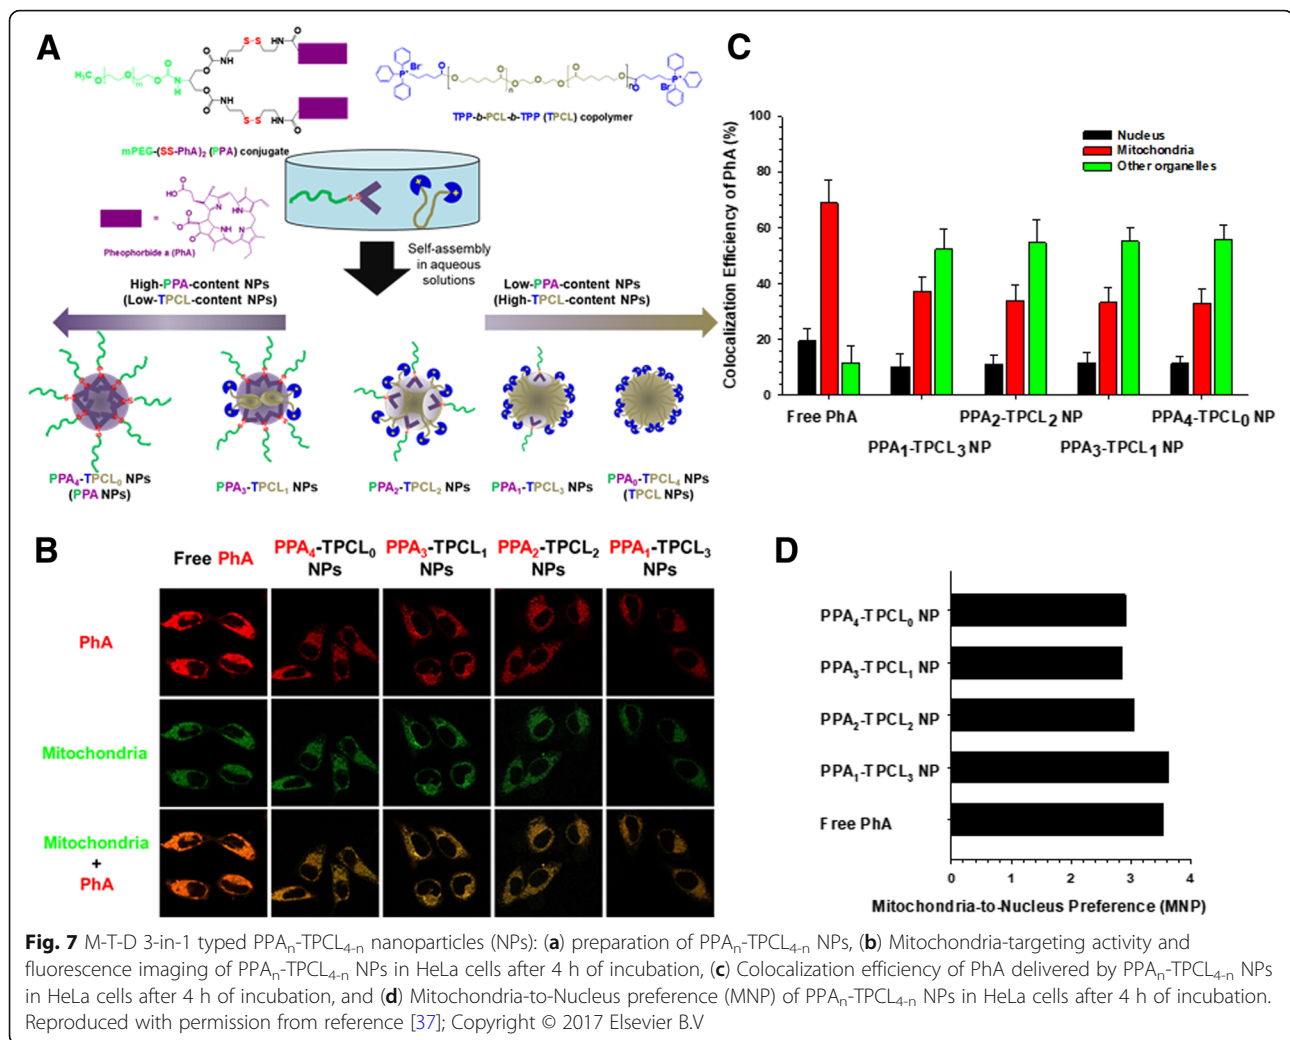 A
H₃C
O
O
m
O
O
N
H
O
O
O
O
NH
S-S
NH
O
NH
S-S
NH
O
mPEG-(SS-PhA)₂ (PPA) conjugate
P⁺
Br⁻
O
O
n
O
O
O
O
n
O
P⁺
Br⁻
TPP-b-PCL-b-TPP (TPCL) copolymer
=
O
HO
N
HN
NH
N
O
O
O
Pheophorbide a (PhA)
S-S
Self-assembly
in aqueous
solutions
High-PPA-content NPs
(Low-TPCL-content NPs)
Low-PPA-content NPs
(High-TPCL-content NPs)
PPA₄-TPCL₀ NPs
(PPA NPs)
PPA₃-TPCL₁ NPs
PPA₂-TPCL₂ NPs
PPA₁-TPCL₃ NPs
PPA₀-TPCL₄ NPs
(TPCL NPs)
B
Free PhA
PPA₄-TPCL₀
NPs
PPA₃-TPCL₁
NPs
PPA₂-TPCL₂
NPs
PPA₁-TPCL₃
NPs
PhA
Mitochondria
Mitochondria
+
PhA
C
Colocalization Efficiency of PhA (%)
100
80
60
40
20
0
Nucleus
Mitochondria
Other organelles
Free PhA
PPA₂-TPCL₂ NP
PPA₄-TPCL₀ NP
PPA₁-TPCL₃ NP
PPA₃-TPCL₁ NP
D
PPA₄-TPCL₀ NP
PPA₃-TPCL₁ NP
PPA₂-TPCL₂ NP
PPA₁-TPCL₃ NP
Free PhA
0 1 2 3 4
Mitochondria-to-Nucleus Preference (MNP)
Fig. 7 M-T-D 3-in-1 typed PPAₙ-TPCL₄₋ₙ nanoparticles (NPs): (a) preparation of PPAₙ-TPCL₄₋ₙ NPs, (b) Mitochondria-targeting activity and
fluorescence imaging of PPAₙ-TPCL₄₋ₙ NPs in HeLa cells after 4 h of incubation, (c) Colocalization efficiency of PhA delivered by PPAₙ-TPCL₄₋ₙ NPs
in HeLa cells after 4 h of incubation, and (d) Mitochondria-to-Nucleus preference (MNP) of PPAₙ-TPCL₄₋ₙ NPs in HeLa cells after 4 h of incubation.
Reproduced with permission from reference [37]; Copyright © 2017 Elsevier B.V